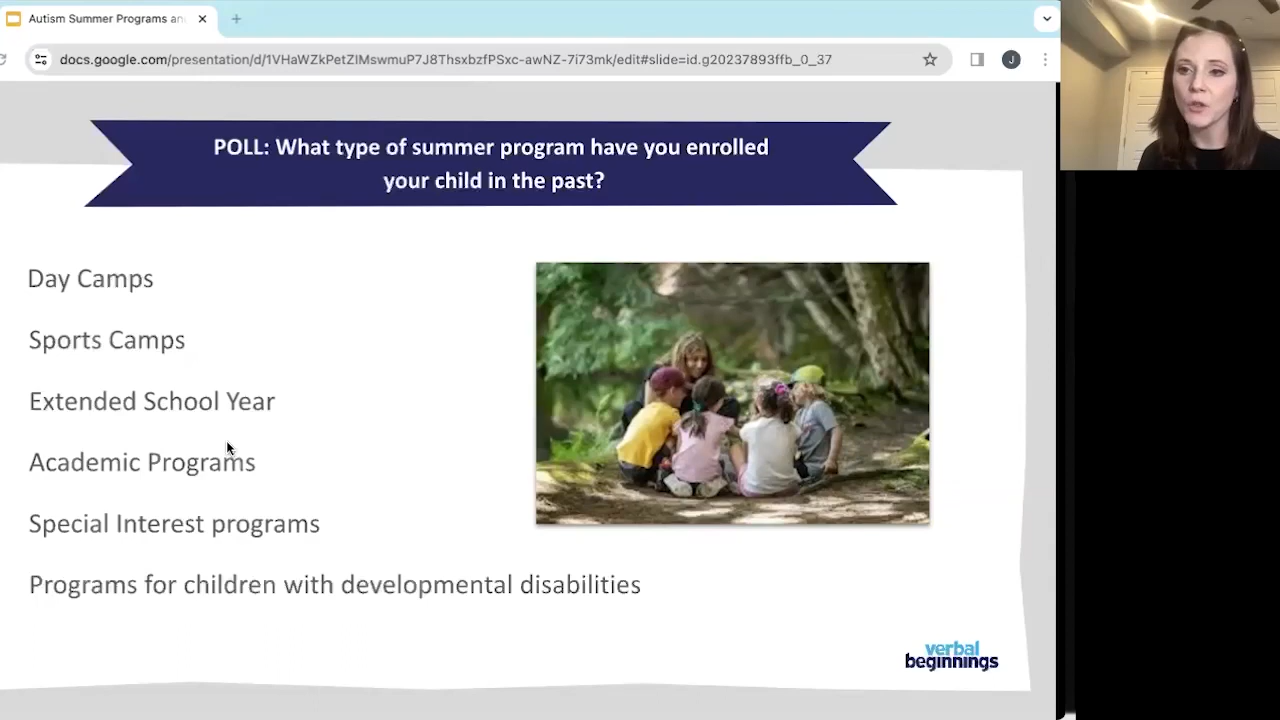 Autism Summer Programs an
docs.google.com/presentation/d/1VHaWZkPetZIMswmuP7J8ThsxbzfPSxc-awNZ-7i73mk/edit#slide=id.g20237893ffb_0_37
J
POLL: What type of summer program have you enrolled
your child in the past?
Day Camps
Sports Camps
Extended School Year
Academic Programs
Special Interest programs
Programs for children with developmental disabilities
verbal
beginnings